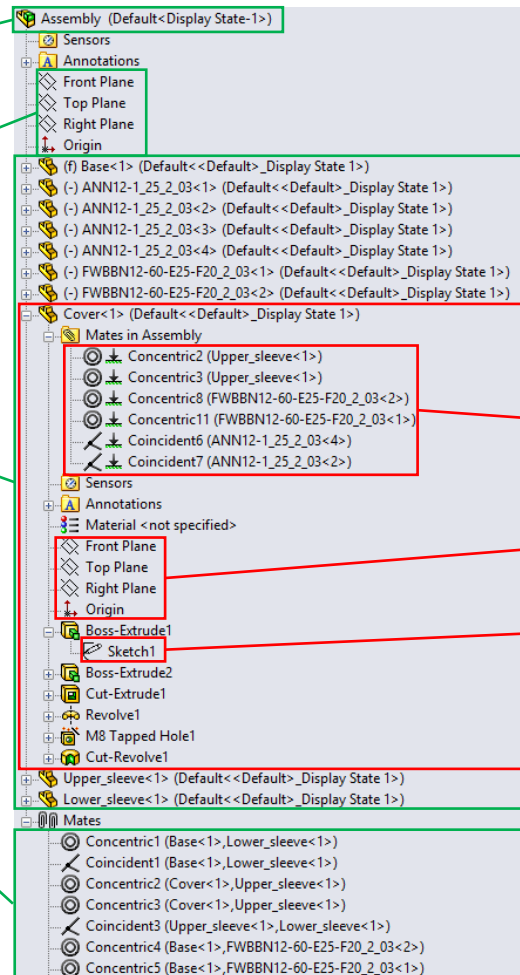 Assembly (Default<Display State-1>)
Sensors
A Annotations
Front Plane
Top Plane
Right Plane
Origin
(f) Base<1> (Default<<Default>_Display State 1>)
(-) ANN12-1_25_2_03<1> (Default<<Default>_Display State 1>)
(-) ANN12-1_25_2_03<2> (Default<<Default>_Display State 1>)
(-) ANN12-1_25_2_03<3> (Default<<Default>_Display State 1>)
(-) ANN12-1_25_2_03<4> (Default<<Default>_Display State 1>)
(-) FWBBN12-60-E25-F20_2_03<1> (Default<<Default>_Display State 1>)
(-) FWBBN12-60-E25-F20_2_03<2> (Default<<Default>_Display State 1>)
Cover<1> (Default<<Default>_Display State 1>)
Mates in Assembly
Concentric2 (Upper_sleeve<1>)
Concentric3 (Upper_sleeve<1>)
Concentric8 (FWBBN12-60-E25-F20_2_03<2>)
Concentric11 (FWBBN12-60-E25-F20_2_03<1>)
Coincident6 (ANN12-1_25_2_03<4>)
Coincident7 (ANN12-1_25_2_03<2>)
Sensors
A Annotations
Material <not specified>
Front Plane
Top Plane
Right Plane
Origin
Boss-Extrude1
Sketch1
Boss-Extrude2
Cut-Extrude1
Revolve1
M8 Tapped Hole1
Cut-Revolve1
Upper_sleeve<1> (Default<<Default>_Display State 1>)
Lower_sleeve<1> (Default<<Default>_Display State 1>)
Mates
Concentric1 (Base<1>,Lower_sleeve<1>)
Coincident1 (Base<1>,Lower_sleeve<1>)
Concentric2 (Cover<1>,Upper_sleeve<1>)
Concentric3 (Cover<1>,Upper_sleeve<1>)
Coincident3 (Upper_sleeve<1>,Lower_sleeve<1>)
Concentric4 (Base<1>,FWBBN12-60-E25-F20_2_03<2>)
Concentric5 (Base<1>,FWBBN12-60-E25-F20_2_03<1>)